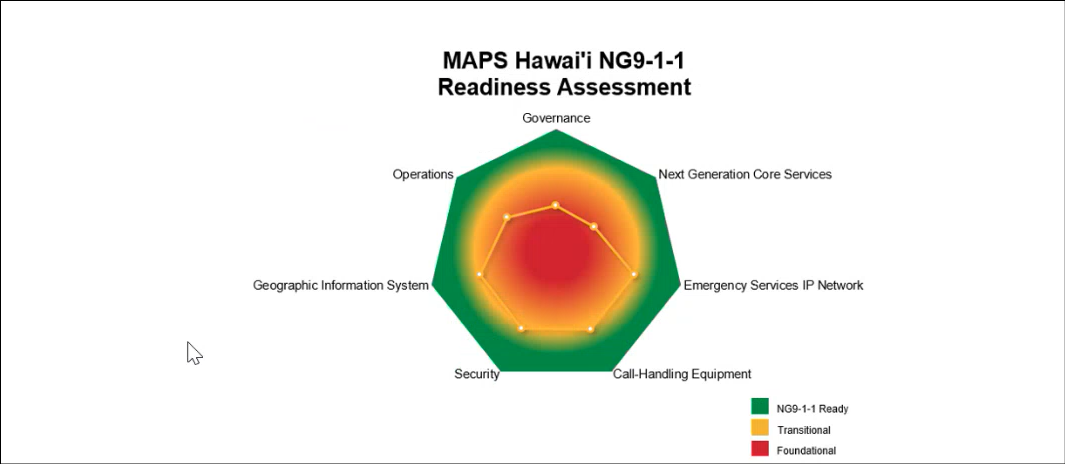 MAPS Hawai'i NG9-1-1
Readiness Assessment
Governance
Operations
Next Generation Core Services
Geographic Information System
Emergency Services IP Network
Security
Call-Handling Equipment
NG9-1-1 Ready
Transitional
Foundational